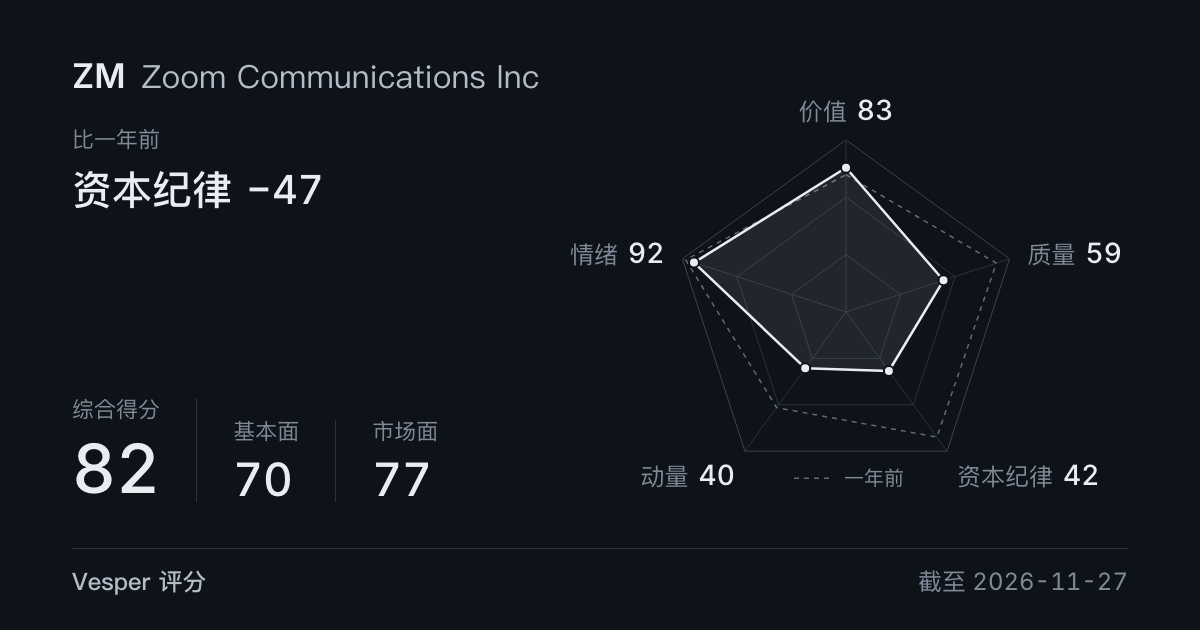 ZM Zoom Communications Inc
比一年前
资本纪律 −47
价值 83
情绪 92
质量 59
动量 40
---- 一年前
资本纪律 42
综合得分
82
基本面
70
市场面
77
Vesper 评分
截至 2026-11-27